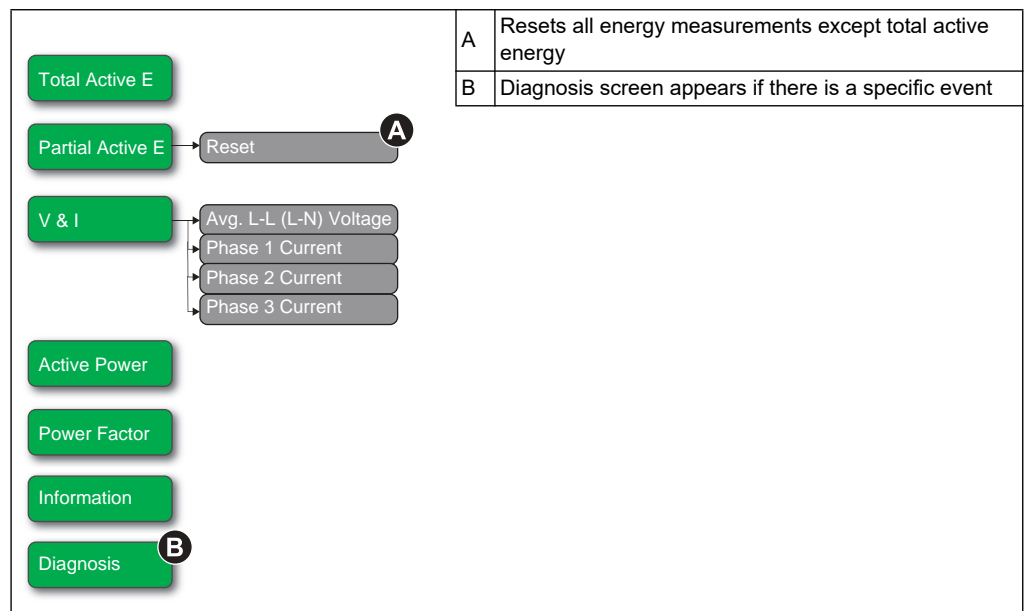 A
Resets all energy measurements except total active
energy
B
Diagnosis screen appears if there is a specific event
Total Active E
Partial Active E
Reset
A
V & I
Avg. L-L (L-N) Voltage
Phase 1 Current
Phase 2 Current
Phase 3 Current
Active Power
Power Factor
Information
Diagnosis
B